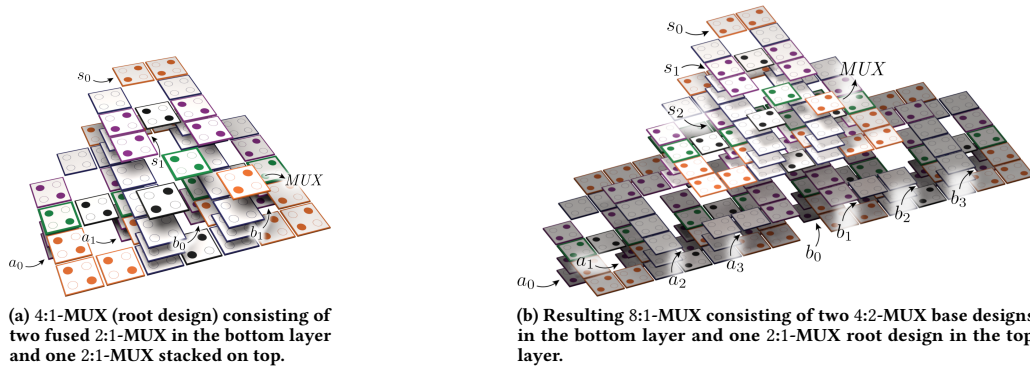 s0
s1
MUX
a1
a0
b0
b1
(a) 4:1-MUX (root design) consisting of
two fused 2:1-MUX in the bottom layer
and one 2:1-MUX stacked on top.
s0
s1
MUX
s2
b3
b2
b1
b0
a3
a2
a1
a0
(b) Resulting 8:1-MUX consisting of two 4:2-MUX base designs
in the bottom layer and one 2:1-MUX root design in the top
layer.